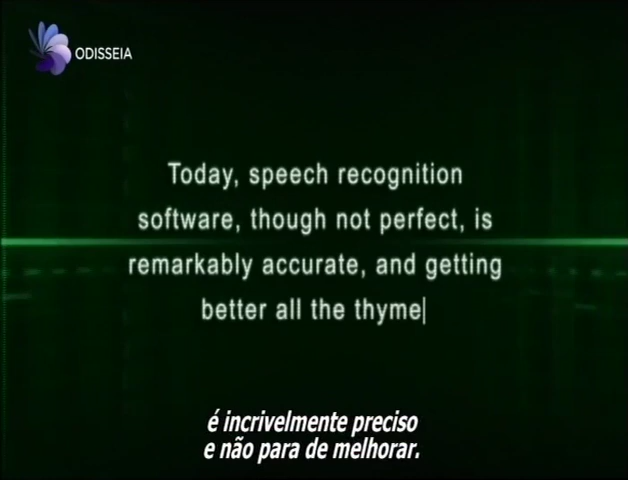 ODISSEIA
Today, speech recognition
software, though not perfect, is
remarkably accurate, and getting
better all the thyme
é incrivelmente preciso
e não para de melhorar.